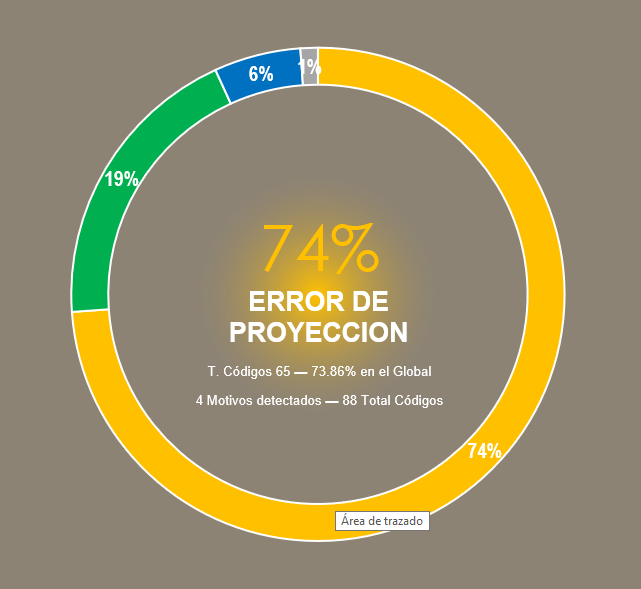 6%
1%
19%
74%
ERROR DE
PROYECCION
T. Códigos 65 — 73.86% en el Global
4 Motivos detectados — 88 Total Códigos
74%
Área de trazado